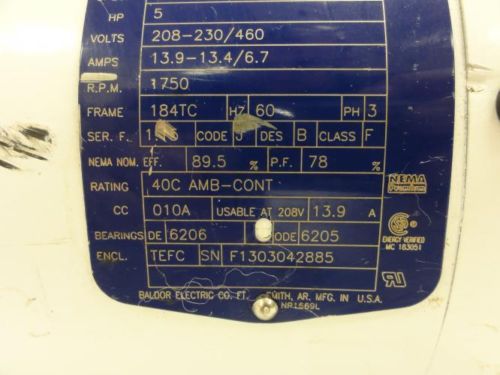 HP 5
VOLTS 208-230/460
AMPS 13.9-13.4/6.7
R.P.M. 1750
FRAME 184TC HZ 60 PH 3
SER. F. CODE J DES B CLASS F
NEMA NOM. EFF. 89.5 % P.F. 78 %
NEMA
Premium
RATING 40C AMB-CONT
CC 010A USABLE AT 208V 13.9 A
ENERGY VERIFIED
MC 183051
BEARINGS DE 6206 ODE 6205
ENCL. TEFC SN F1303042885
BALDOR ELECTRIC CO. FT. SMITH, AR. MFG. IN U.S.A.
NR1569L